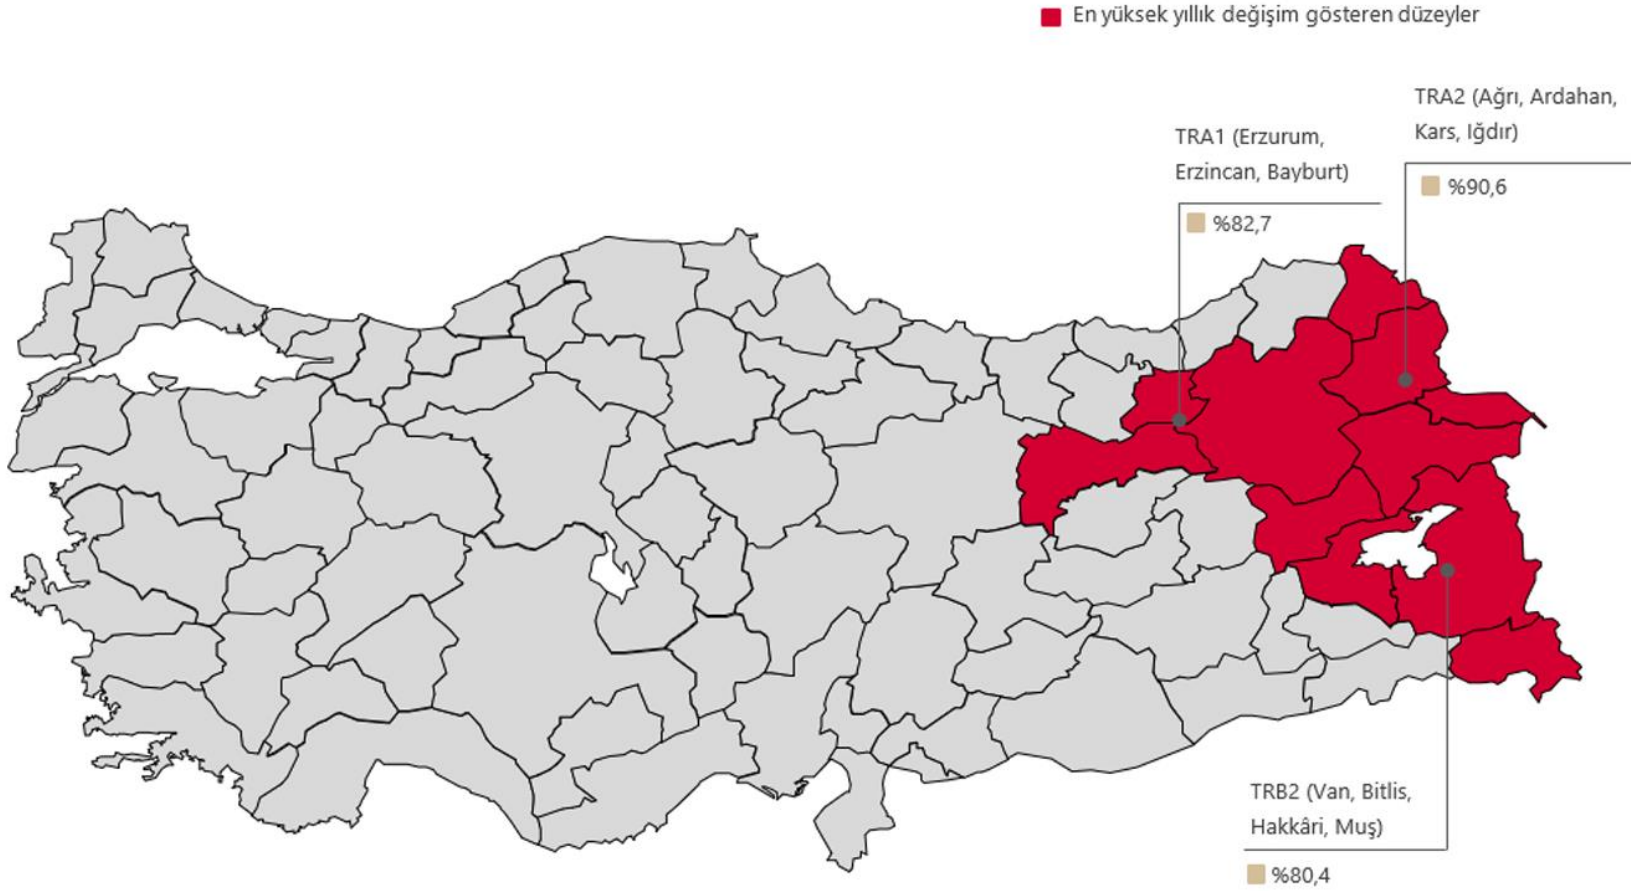 En yüksek yıllık değişim gösteren düzeyler
TRA2 (Ağrı, Ardahan,
Kars, Iğdır)
%90,6
TRA1 (Erzurum,
Erzincan, Bayburt)
%82,7
TRB2 (Van, Bitlis,
Hakkâri, Muş)
%80,4